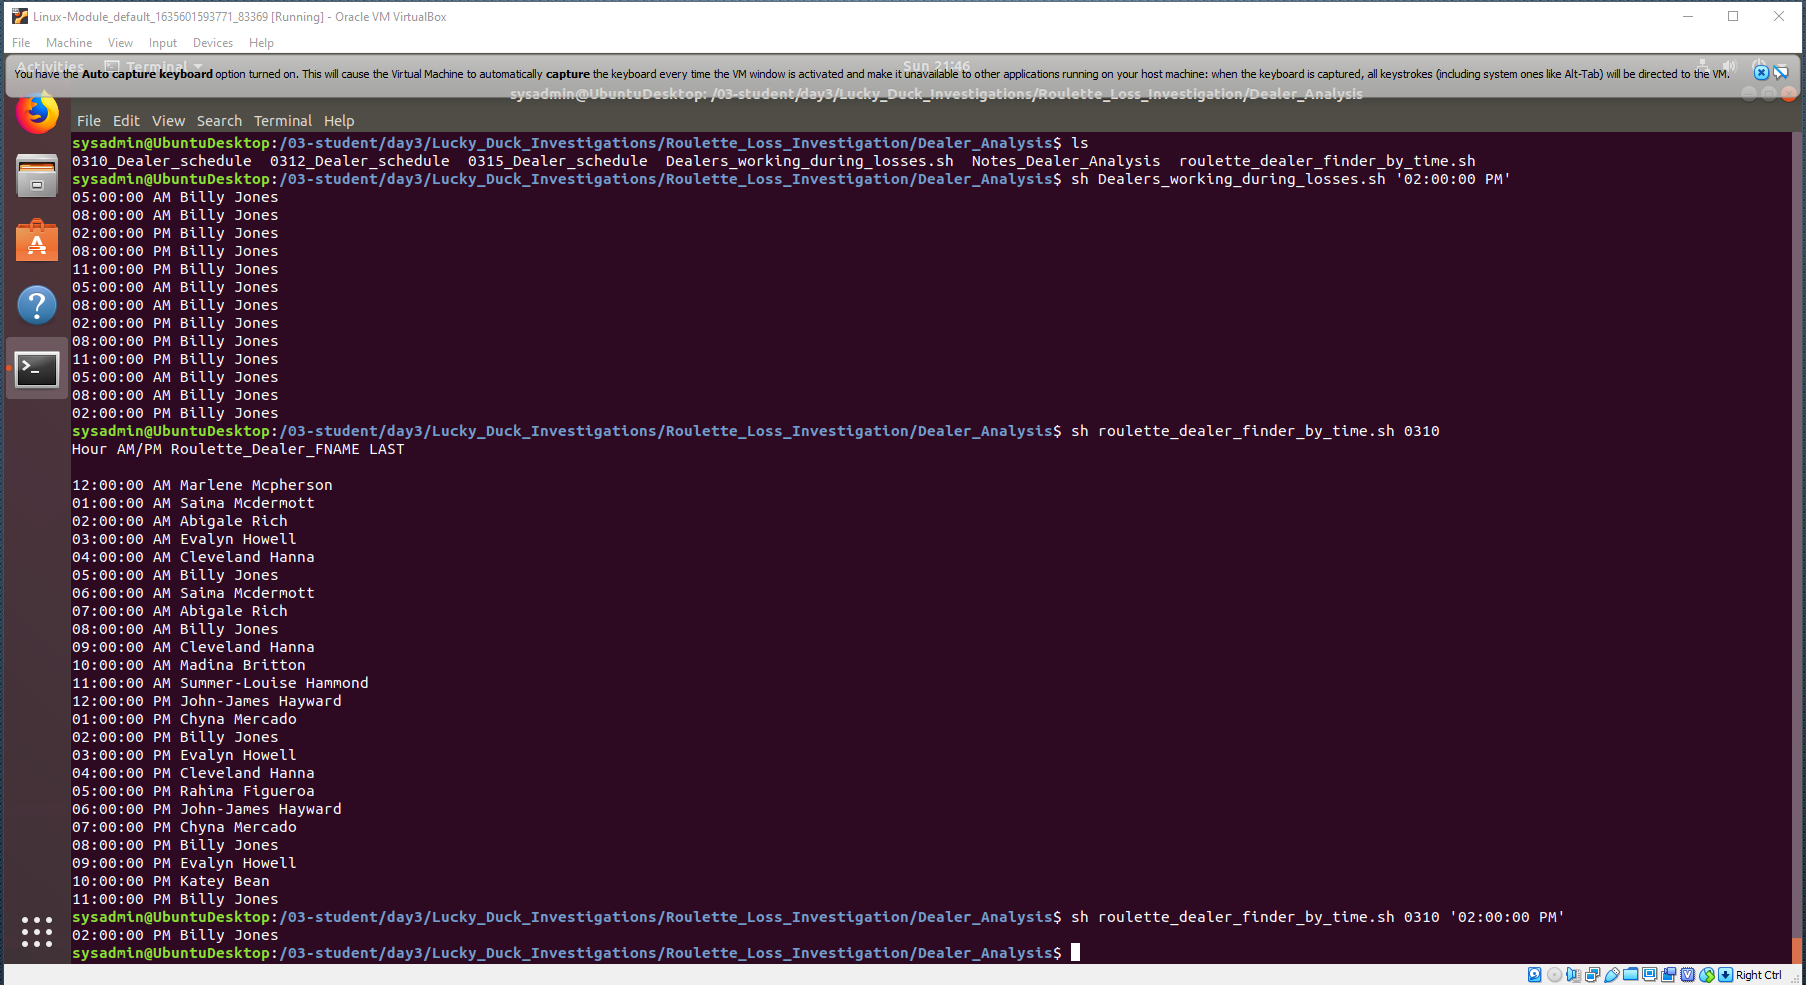 Linux-Module_default_1635601593771_83369 [Running] - Oracle VM VirtualBox
File Machine View Input Devices Help
Activities Terminal Sun 21:46
You have the Auto capture keyboard option turned on. This will cause the Virtual Machine to automatically capture the keyboard every time the VM window is activated and make it unavailable to other applications running on your host machine: when the keyboard is captured, all keystrokes (including system ones like Alt-Tab) will be directed to the VM.
sysadmin@UbuntuDesktop: /03-student/day3/Lucky_Duck_Investigations/Roulette_Loss_Investigation/Dealer_Analysis
File Edit View Search Terminal Help
sysadmin@UbuntuDesktop:/03-student/day3/Lucky_Duck_Investigations/Roulette_Loss_Investigation/Dealer_Analysis$ ls
0310_Dealer_schedule 0312_Dealer_schedule 0315_Dealer_schedule Dealers_working_during_losses.sh Notes_Dealer_Analysis roulette_dealer_finder_by_time.sh
sysadmin@UbuntuDesktop:/03-student/day3/Lucky_Duck_Investigations/Roulette_Loss_Investigation/Dealer_Analysis$ sh Dealers_working_during_losses.sh '02:00:00 PM'
05:00:00 AM Billy Jones
08:00:00 AM Billy Jones
02:00:00 PM Billy Jones
08:00:00 PM Billy Jones
11:00:00 PM Billy Jones
05:00:00 AM Billy Jones
08:00:00 AM Billy Jones
02:00:00 PM Billy Jones
08:00:00 PM Billy Jones
11:00:00 PM Billy Jones
05:00:00 AM Billy Jones
08:00:00 AM Billy Jones
02:00:00 PM Billy Jones
sysadmin@UbuntuDesktop:/03-student/day3/Lucky_Duck_Investigations/Roulette_Loss_Investigation/Dealer_Analysis$ sh roulette_dealer_finder_by_time.sh 0310
Hour AM/PM Roulette_Dealer_FNAME LAST
12:00:00 AM Marlene Mcpherson
01:00:00 AM Saima Mcdermott
02:00:00 AM Abigale Rich
03:00:00 AM Evalyn Howell
04:00:00 AM Cleveland Hanna
05:00:00 AM Billy Jones
06:00:00 AM Saima Mcdermott
07:00:00 AM Abigale Rich
08:00:00 AM Billy Jones
09:00:00 AM Cleveland Hanna
10:00:00 AM Madina Britton
11:00:00 AM Summer-Louise Hammond
12:00:00 PM John-James Hayward
01:00:00 PM Chyna Mercado
02:00:00 PM Billy Jones
03:00:00 PM Evalyn Howell
04:00:00 PM Cleveland Hanna
05:00:00 PM Rahima Figueroa
06:00:00 PM John-James Hayward
07:00:00 PM Chyna Mercado
08:00:00 PM Billy Jones
09:00:00 PM Evalyn Howell
10:00:00 PM Katey Bean
11:00:00 PM Billy Jones
sysadmin@UbuntuDesktop:/03-student/day3/Lucky_Duck_Investigations/Roulette_Loss_Investigation/Dealer_Analysis$ sh roulette_dealer_finder_by_time.sh 0310 '02:00:00 PM'
02:00:00 PM Billy Jones
sysadmin@UbuntuDesktop:/03-student/day3/Lucky_Duck_Investigations/Roulette_Loss_Investigation/Dealer_Analysis$
Right Ctrl